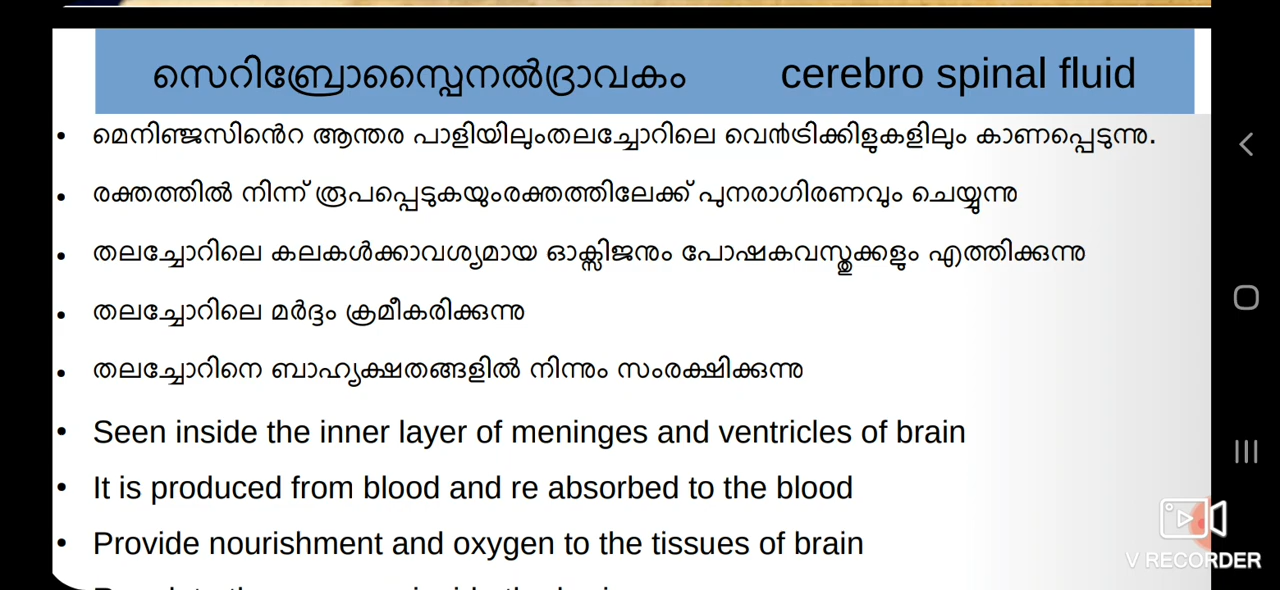 സെറിബ്രോസ്പൈനൽദ്രാവകം cerebro spinal fluid
• മെനിഞ്ജസിൻെറ ആന്തര പാളിയിലുംതലച്ചോറിലെ വെൻട്രിക്കിളുകളിലും കാണപ്പെടുന്നു.
• രക്തത്തിൽ നിന്ന് രൂപപ്പെടുകയുംരക്തത്തിലേക്ക് പുനരാഗിരണവും ചെയ്യുന്നു
• തലച്ചോറിലെ കലകൾക്കാവശ്യമായ ഓക്സിജനും പോഷകവസ്തുക്കളും എത്തിക്കുന്നു
• തലച്ചോറിലെ മർദ്ദം ക്രമീകരിക്കുന്നു
• തലച്ചോറിനെ ബാഹ്യക്ഷതങ്ങളിൽ നിന്നും സംരക്ഷിക്കുന്നു
• Seen inside the inner layer of meninges and ventricles of brain
• It is produced from blood and re absorbed to the blood
• Provide nourishment and oxygen to the tissues of brain
V RECORDER